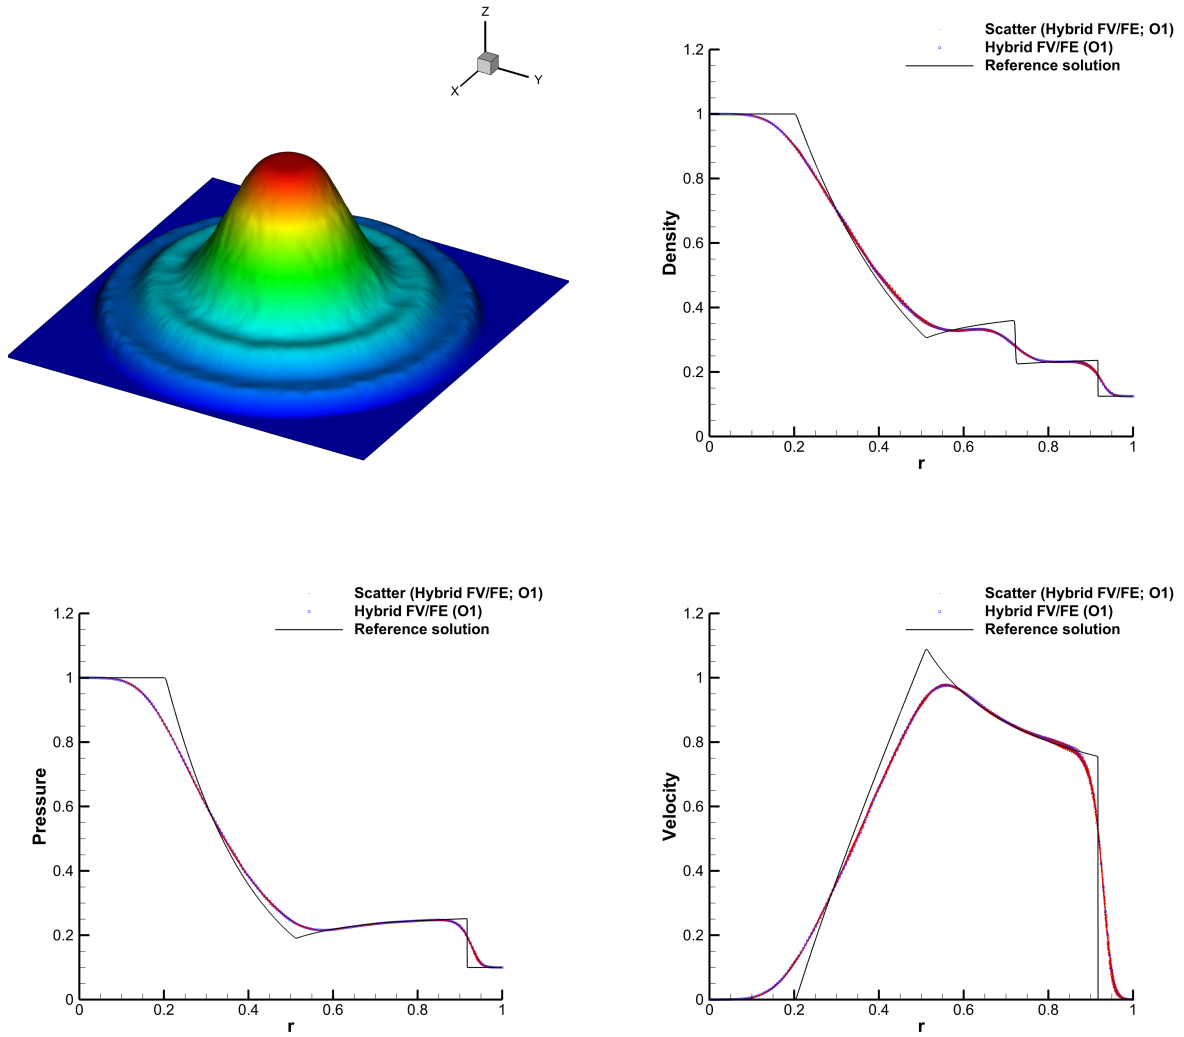 Z
Y
X
Scatter (Hybrid FV/FE; O1)
Hybrid FV/FE (O1)
Reference solution
1.2
1
0.8
0.6
0.4
0.2
0
Density
0 0.2 0.4 0.6 0.8 1
r
Scatter (Hybrid FV/FE; O1)
Hybrid FV/FE (O1)
Reference solution
1.2
1
0.8
0.6
0.4
0.2
0
Pressure
0 0.2 0.4 0.6 0.8 1
r
Scatter (Hybrid FV/FE; O1)
Hybrid FV/FE (O1)
Reference solution
1.2
1
0.8
0.6
0.4
0.2
0
Velocity
0 0.2 0.4 0.6 0.8 1
r